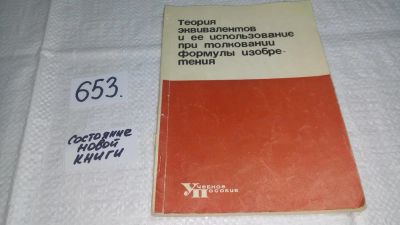 653.
состояние
новой
книги
Теория
эквивалентов
и ее использование
при толковании
формулы изобре-
тения
Учебное
Пособие